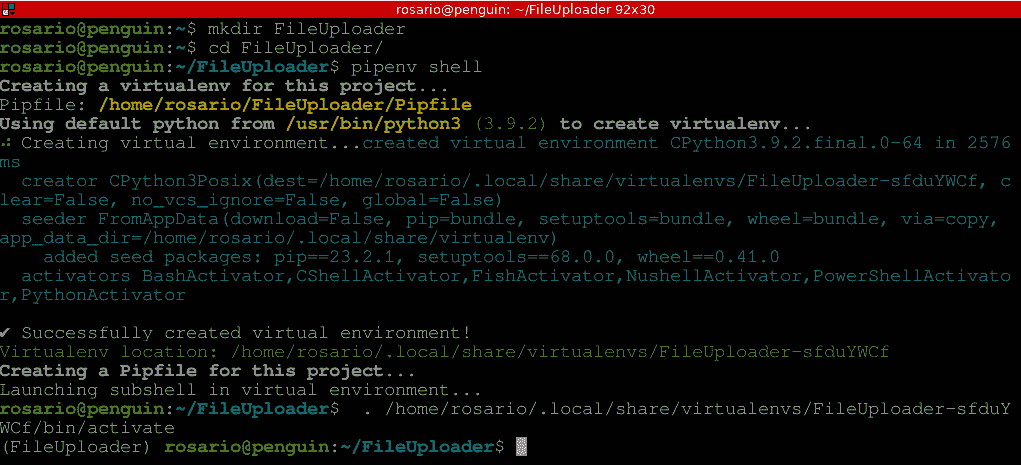 rosario@penguin: ~/FileUploader 92x30
rosario@penguin:~$ mkdir FileUploader
rosario@penguin:~$ cd FileUploader/
rosario@penguin:~/FileUploader$ pipenv shell
Creating a virtualenv for this project...
Pipfile: /home/rosario/FileUploader/Pipfile
Using default python from /usr/bin/python3 (3.9.2) to create virtualenv...
⠼ Creating virtual environment...created virtual environment CPython3.9.2.final.0-64 in 2576
ms
  creator CPython3Posix(dest=/home/rosario/.local/share/virtualenvs/FileUploader-sfduYWCf, c
lear=False, no_vcs_ignore=False, global=False)
  seeder FromAppData(download=False, pip=bundle, setuptools=bundle, wheel=bundle, via=copy,
app_data_dir=/home/rosario/.local/share/virtualenv)
    added seed packages: pip==23.2.1, setuptools==68.0.0, wheel==0.41.0
  activators BashActivator,CShellActivator,FishActivator,NushellActivator,PowerShellActivato
r,PythonActivator
✔ Successfully created virtual environment!
Virtualenv location: /home/rosario/.local/share/virtualenvs/FileUploader-sfduYWCf
Creating a Pipfile for this project...
Launching subshell in virtual environment...
rosario@penguin:~/FileUploader$  . /home/rosario/.local/share/virtualenvs/FileUploader-sfduY
WCf/bin/activate
(FileUploader) rosario@penguin:~/FileUploader$